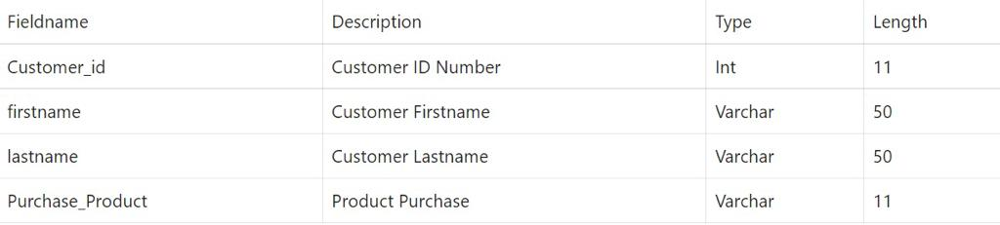 Fieldname Description Type Length
Customer_id Customer ID Number Int 11
firstname Customer Firstname Varchar 50
lastname Customer Lastname Varchar 50
Purchase_Product Product Purchase Varchar 11